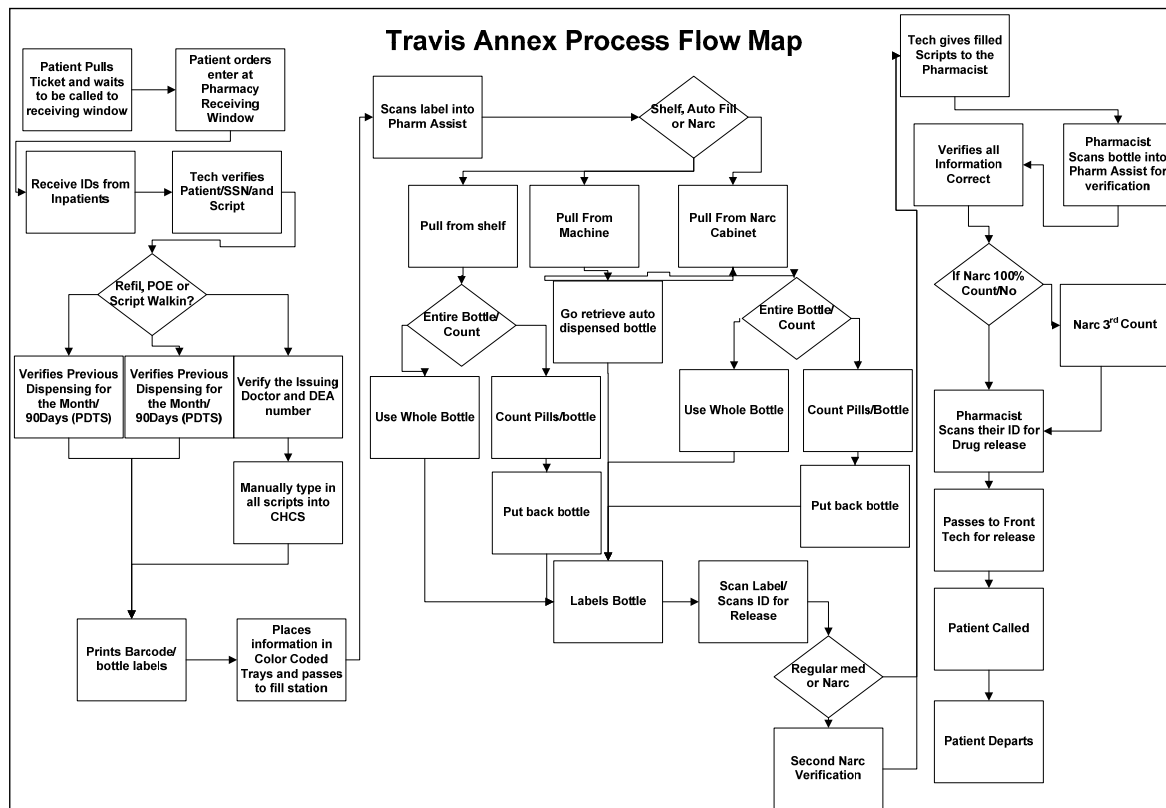 Travis Annex Process Flow Map
Patient Pulls
Ticket and waits
to be called to
receiving window
Patient orders
enter at
Pharmacy
Receiving
Window
Receive IDs from
Inpatients
Tech verifies
Patient/SSN/and
Script
Refil, POE or
Script Walkin?
Verifies Previous
Dispensing for
the Month/
90Days (PDTS)
Verifies Previous
Dispensing for
the Month/
90Days (PDTS)
Verify the Issuing
Doctor and DEA
number
Manually type in
all scripts into
CHCS
Prints Barcode/
bottle labels
Places
information in
Color Coded
Trays and passes
to fill station
Scans label into
Pharm Assist
Shelf, Auto Fill
or Narc
Pull from shelf
Pull From
Machine
Pull From Narc
Cabinet
Entire Bottle/
Count
Go retrieve auto
dispensed bottle
Entire Bottle/
Count
Use Whole Bottle
Count Pills/bottle
Use Whole Bottle
Count Pills/Bottle
Put back bottle
Put back bottle
Labels Bottle
Scan Label/
Scans ID for
Release
Regular med
or Narc
Second Narc
Verification
Tech gives filled
Scripts to the
Pharmacist
Pharmacist
Scans bottle into
Pharm Assist for
verification
Verifies all
Information
Correct
If Narc 100%
Count/No
Narc 3rd Count
Pharmacist
Scans their ID for
Drug release
Passes to Front
Tech for release
Patient Called
Patient Departs